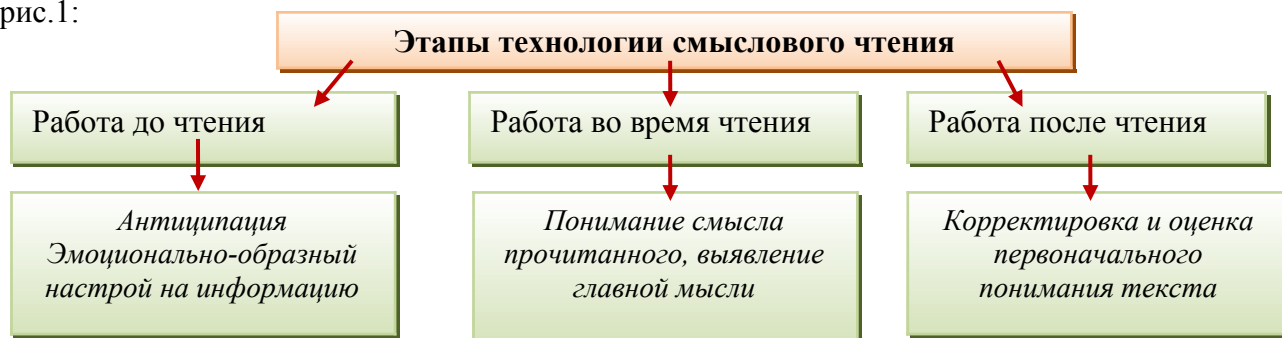 рис.1:
Этапы технологии смыслового чтения
Работа до чтения
Работа во время чтения
Работа после чтения
Антиципация
Эмоционально-образный
настрой на информацию
Понимание смысла
прочитанного, выявление
главной мысли
Корректировка и оценка
первоначального
понимания текста